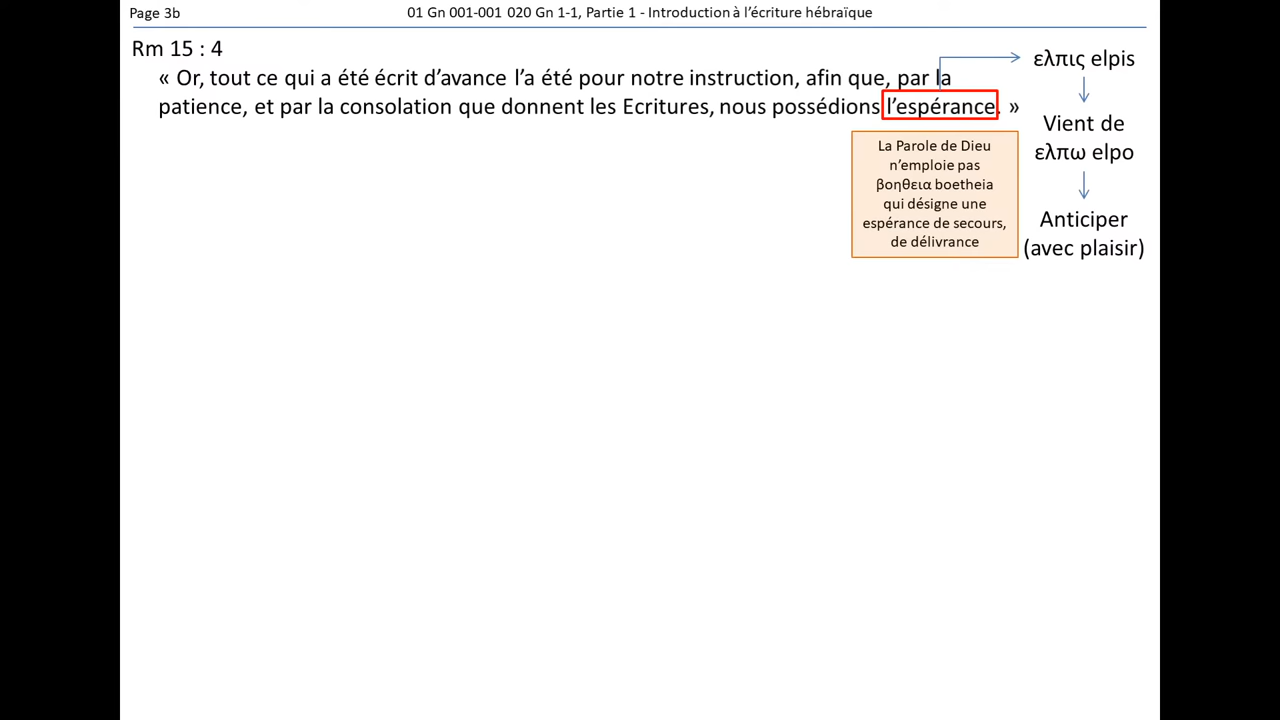 Page 3b
01 Gn 001-001 020 Gn 1-1, Partie 1 - Introduction à l’écriture hébraïque
Rm 15 : 4
« Or, tout ce qui a été écrit d’avance l’a été pour notre instruction, afin que, par la
patience, et par la consolation que donnent les Ecritures, nous possédions l’espérance. »
ελπις elpis
Vient de
ελπω elpo
Anticiper
(avec plaisir)
La Parole de Dieu
n’emploie pas
βοηθεια boetheia
qui désigne une
espérance de secours,
de délivrance